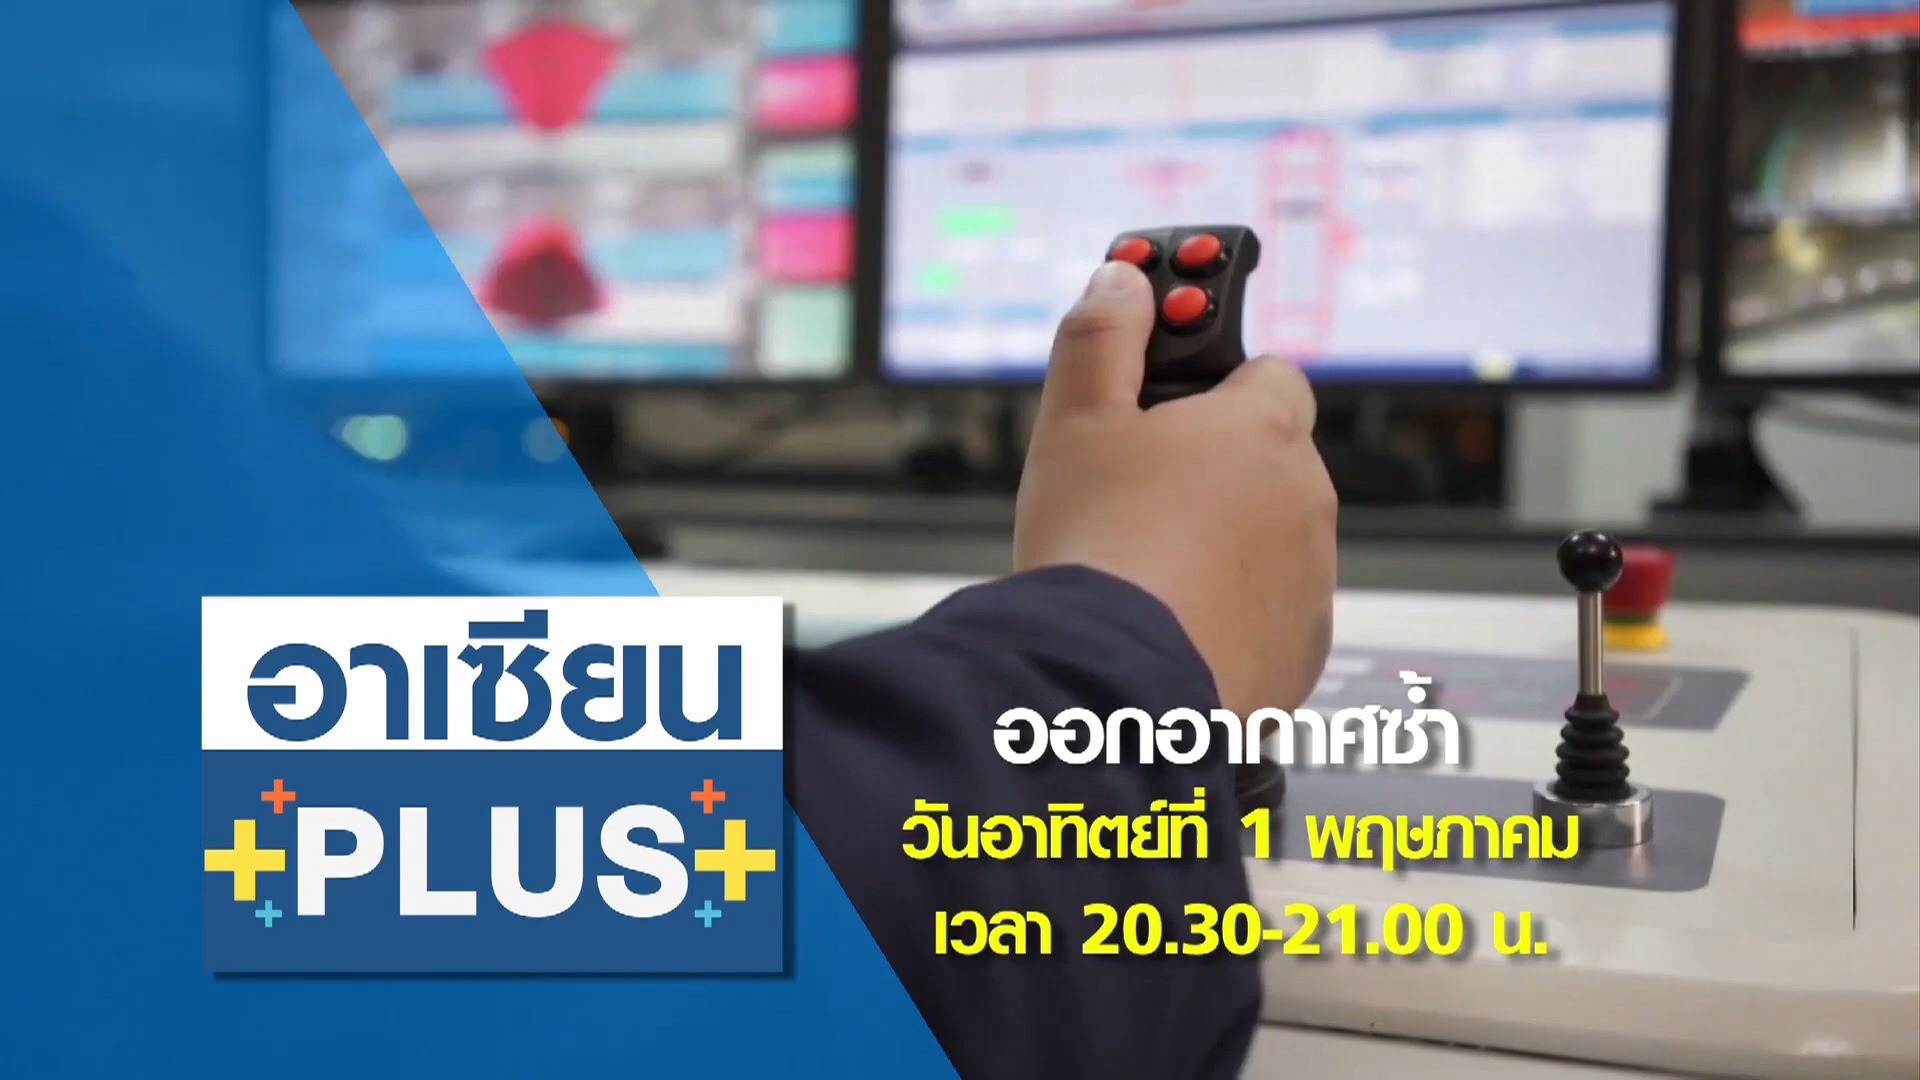 อาเซียน
PLUS
ออกอากาศซ้ำ
วันอาทิตย์ที่ 1 พฤษภาคม
เวลา 20.30-21.00 น.